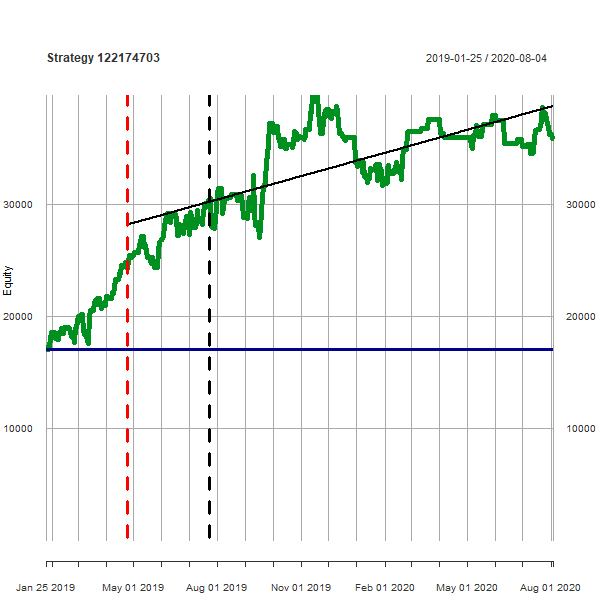 Strategy 122174703
2019-01-25 / 2020-08-04
Equity
30000
30000
20000
20000
10000
10000
Jan 25 2019
May 01 2019
Aug 01 2019
Nov 01 2019
Feb 01 2020
May 01 2020
Aug 01 2020